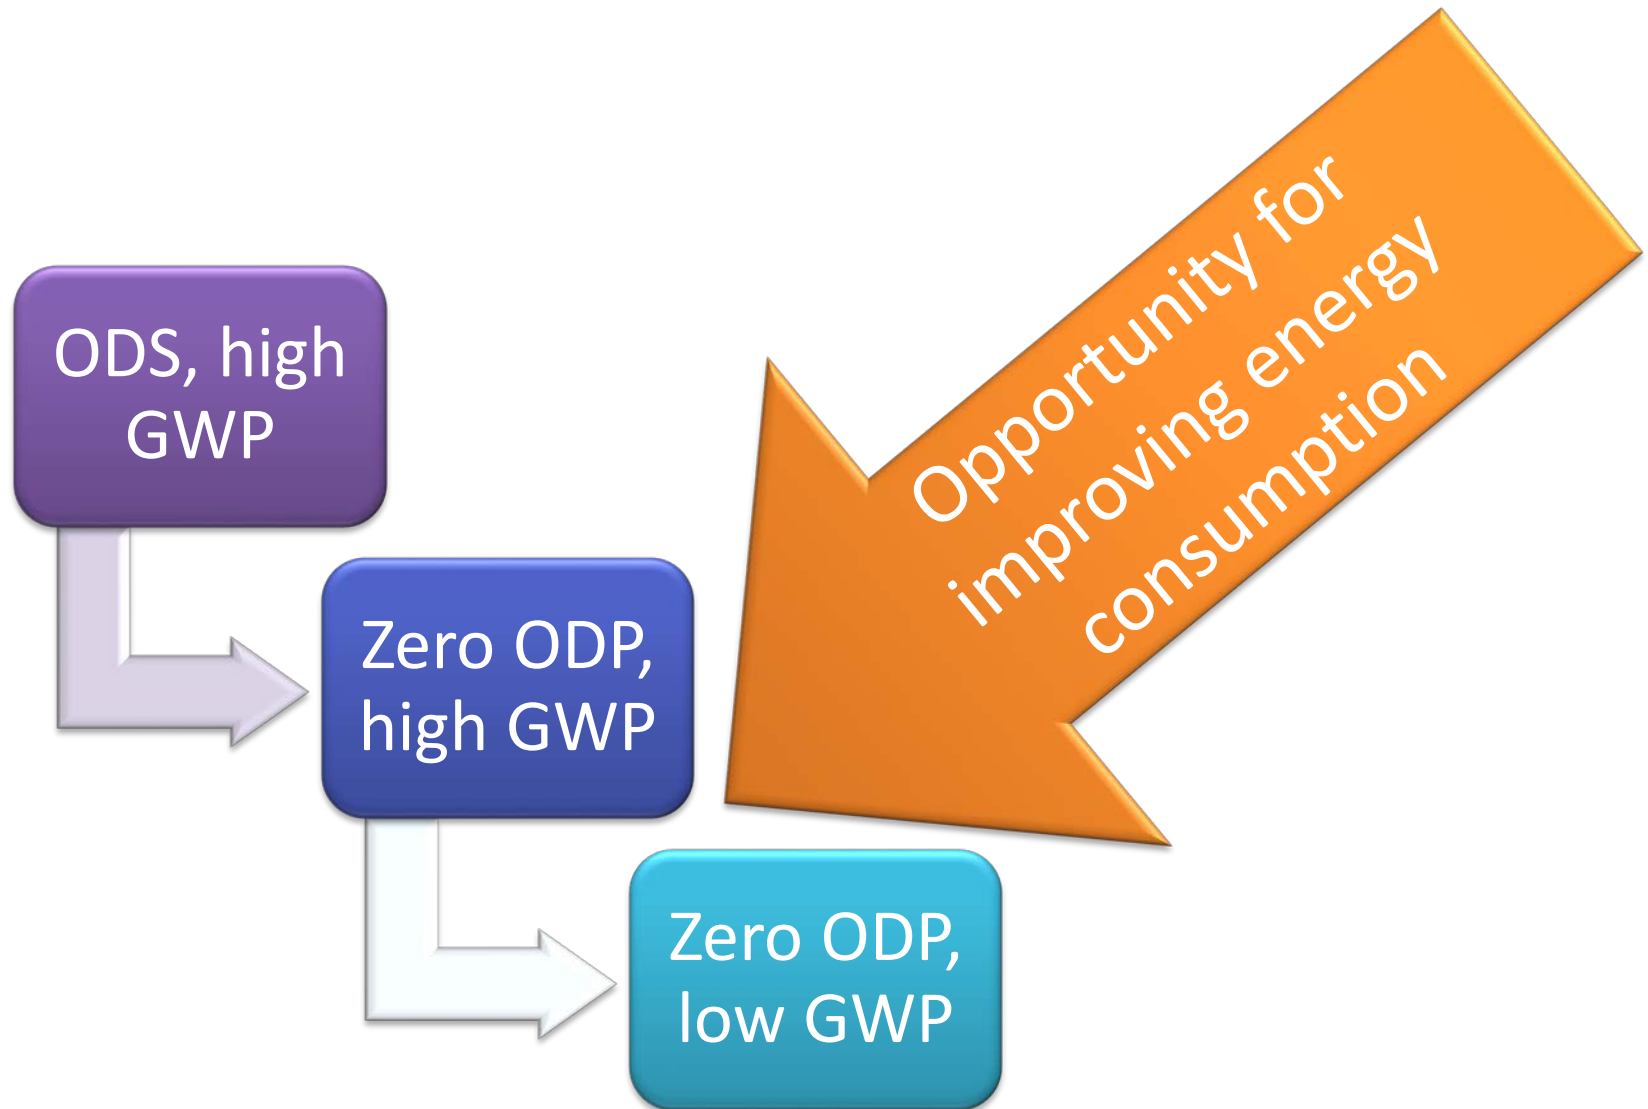 ODS, high
GWP
Zero ODP,
high GWP
Zero ODP,
low GWP
Opportunity for
improving energy
consumption